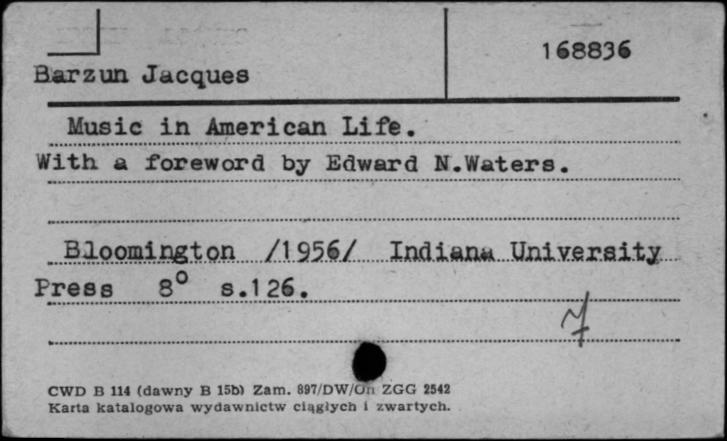 168836
Barzun Jacques
Music in American Life.
With a foreword by Edward N.Waters.
Bloomington /1956/ Indiana University
Press 8° s.126.
CWD B 114 (dawny B 15b) Zam. 897/DW/On ZGG 2542
Karta katalogowa wydawnictw ciągłych i zwartych.